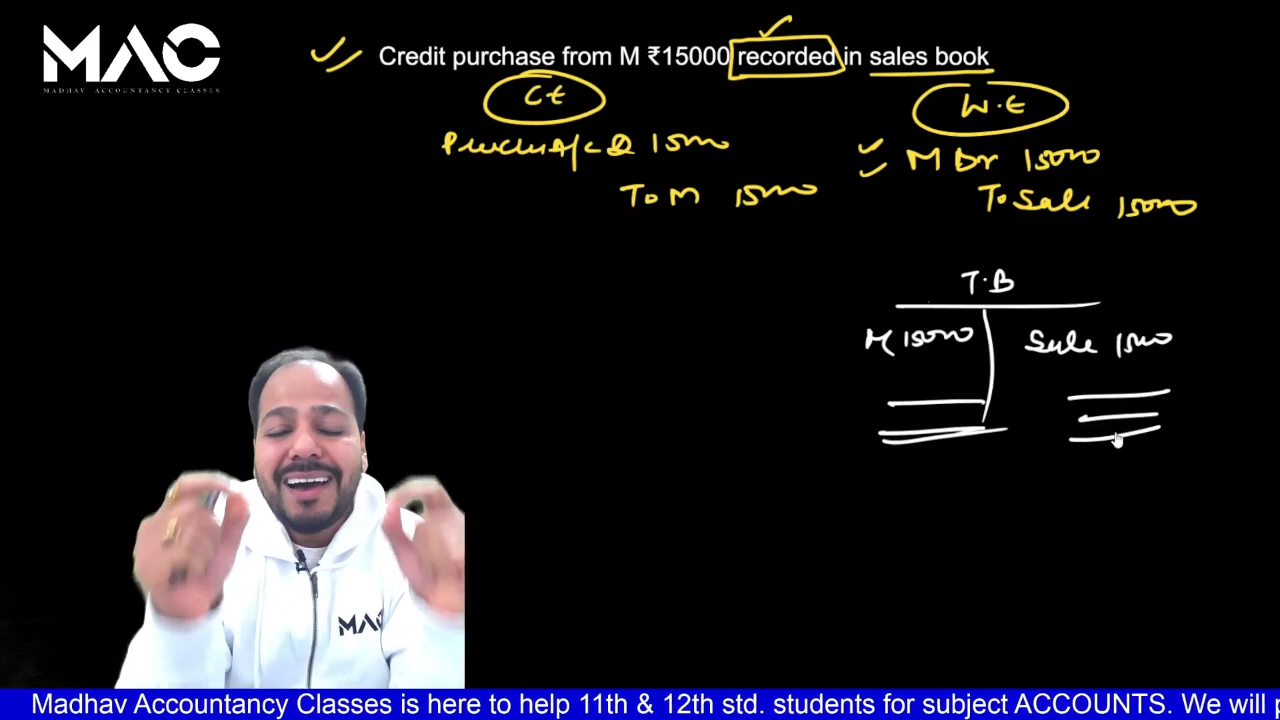 MAC
MADHAV ACCOUNTANCY CLASSES
Credit purchase from M ₹15000 recorded in sales book
C E
W. E
Dr 15000
To M 15000
M Dr 15000
To Sale 15000
T.B
M 15000
Sale 15000
MAC
Madhav Accountancy Classes is here to help 11th & 12th std. students for subject ACCOUNTS. We will p